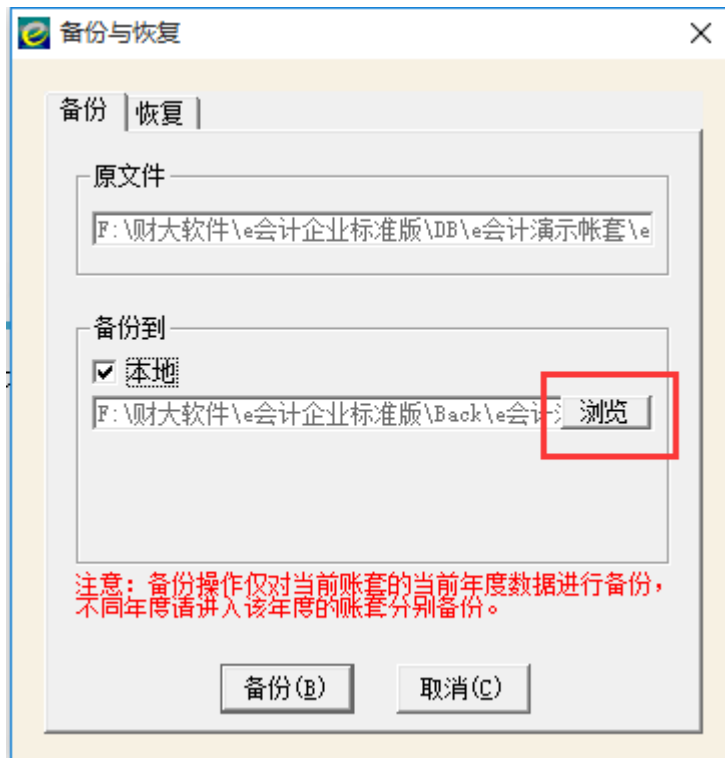 备份与恢复
备份
恢复
原文件
F:\财大软件\e会计企业标准版\DB\e会计演示帐套\e
备份到
本地
F:\财大软件\e会计企业标准版\Back\e会计
浏览
注意：备份操作仅对当前账套的当前年度数据进行备份，
不同年度请进入该年度的账套分别备份。
备份(B)
取消(C)